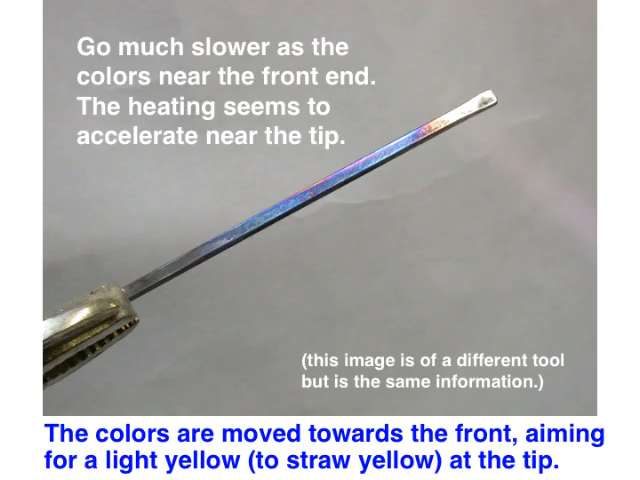 Go much slower as the
colors near the front end.
The heating seems to
accelerate near the tip.
(this image is of a different tool
but is the same information.)
The colors are moved towards the front, aiming
for a light yellow (to straw yellow) at the tip.